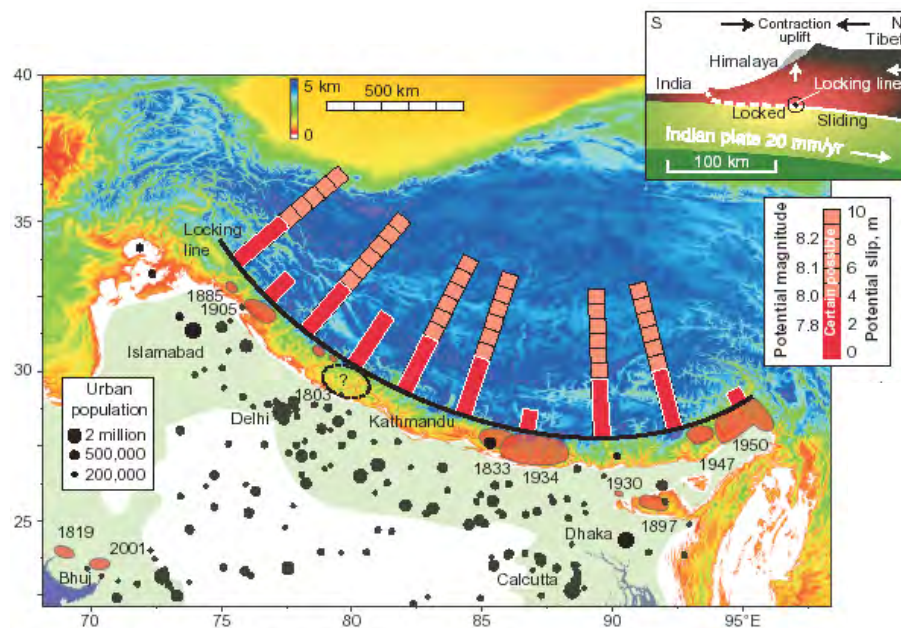 S
Contraction
uplift
N
Tibet
Himalaya
India
Locking line
Locked
Sliding
Indian plate 20 mm/yr
100 km
40
5 km
0
500 km
35
Locking
line
1885
1905
Islamabad
30
Urban
population
2 million
500,000
200,000
Delhi
1803
?
Kathmandu
1833
1934
1930
1947
1950
1897
25
Dhaka
1819
2001
Bhuj
Calcutta
70
75
80
85
90
95°E
Potential magnitude
8.2
8.1
8.0
7.8
Certain possible
10
8
6
4
2
0
Potential slip, m